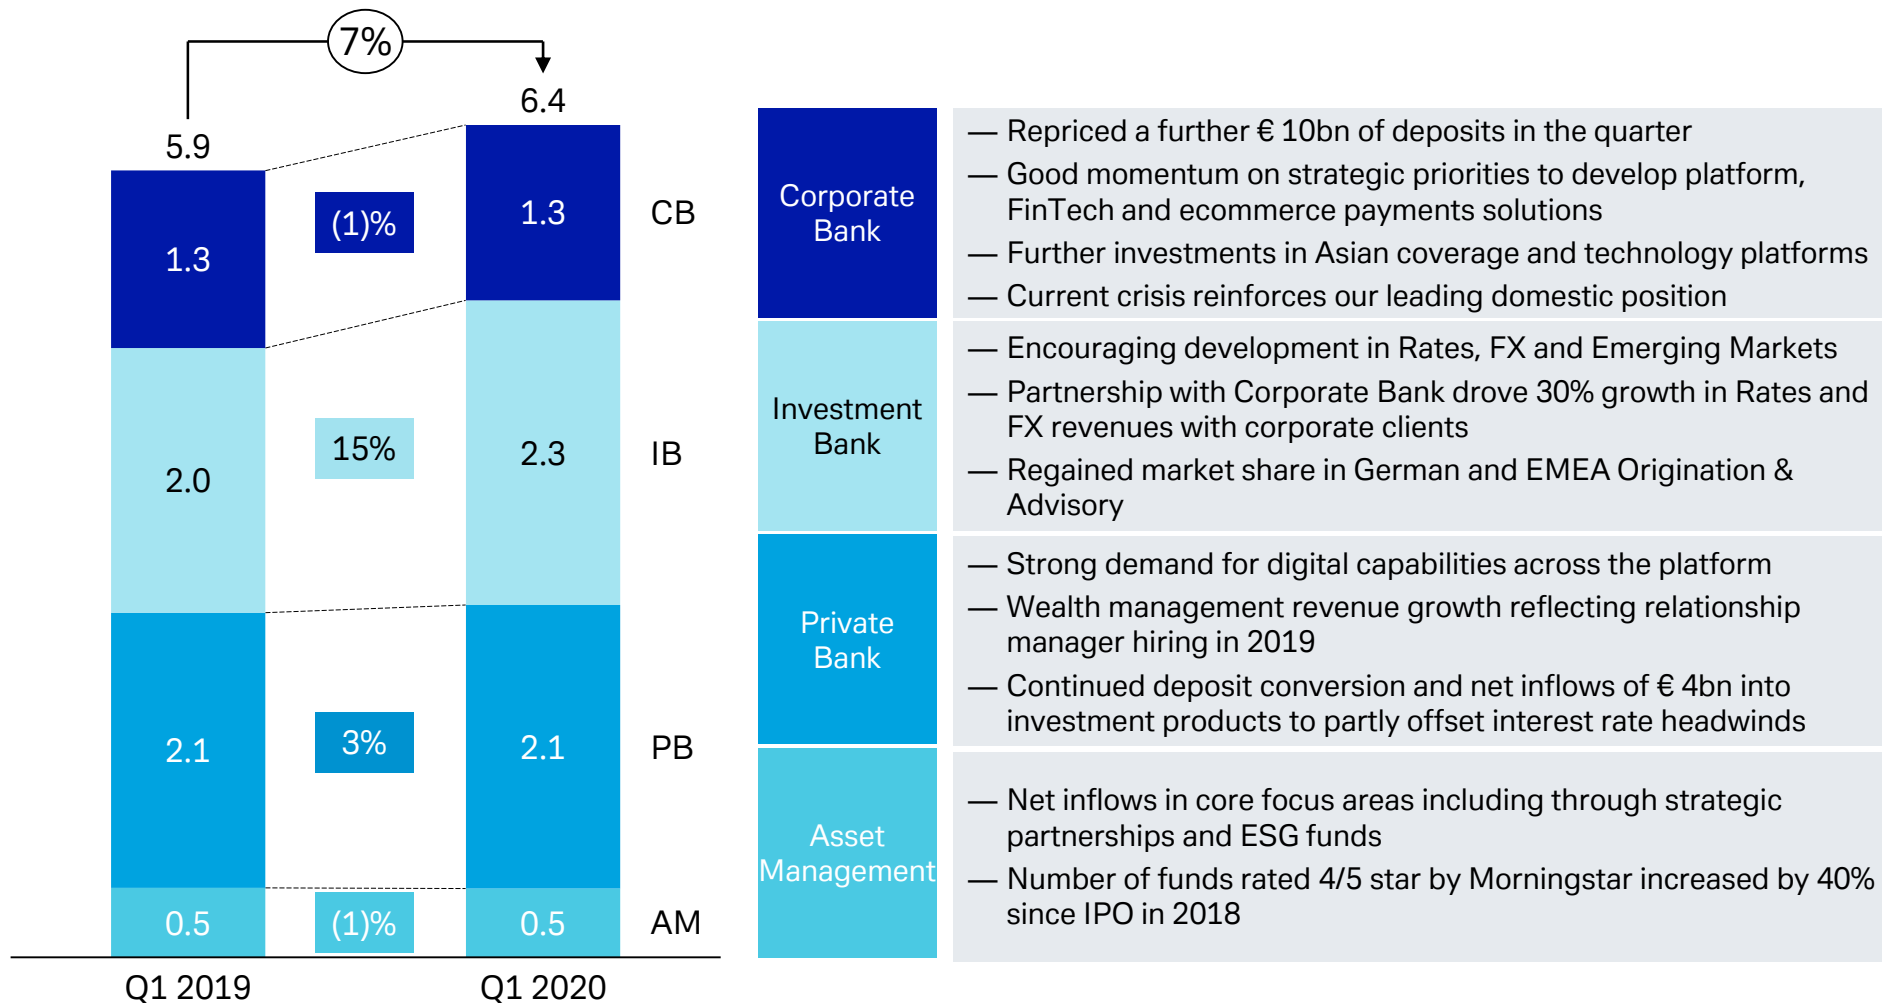 7%
5.9
6.4
1.3
(1)%
1.3
CB
2.0
15%
2.3
IB
2.1
3%
2.1
PB
0.5
(1)%
0.5
AM
Q1 2019
Q1 2020
Corporate
Bank
— Repriced a further € 10bn of deposits in the quarter
— Good momentum on strategic priorities to develop platform,
FinTech and ecommerce payments solutions
— Further investments in Asian coverage and technology platforms
— Current crisis reinforces our leading domestic position
Investment
Bank
— Encouraging development in Rates, FX and Emerging Markets
— Partnership with Corporate Bank drove 30% growth in Rates and
FX revenues with corporate clients
— Regained market share in German and EMEA Origination &
Advisory
Private
Bank
— Strong demand for digital capabilities across the platform
— Wealth management revenue growth reflecting relationship
manager hiring in 2019
— Continued deposit conversion and net inflows of € 4bn into
investment products to partly offset interest rate headwinds
Asset
Management
— Net inflows in core focus areas including through strategic
partnerships and ESG funds
— Number of funds rated 4/5 star by Morningstar increased by 40%
since IPO in 2018